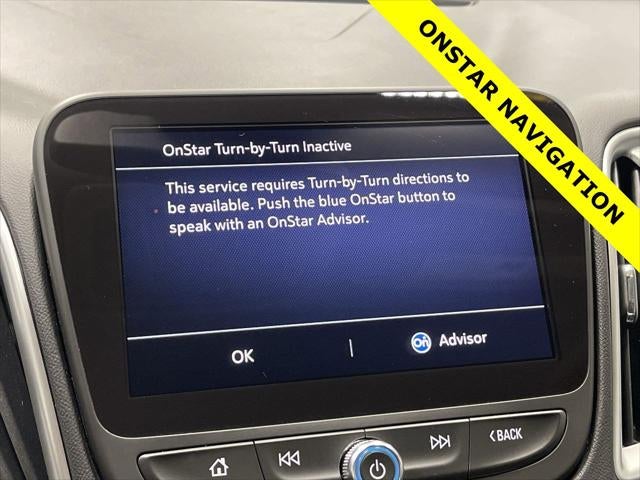 ONSTAR NAVIGATION
OnStar Turn-by-Turn Inactive
This service requires Turn-by-Turn directions to
be available. Push the blue OnStar button to
speak with an OnStar Advisor.
OK | On Advisor
BACK